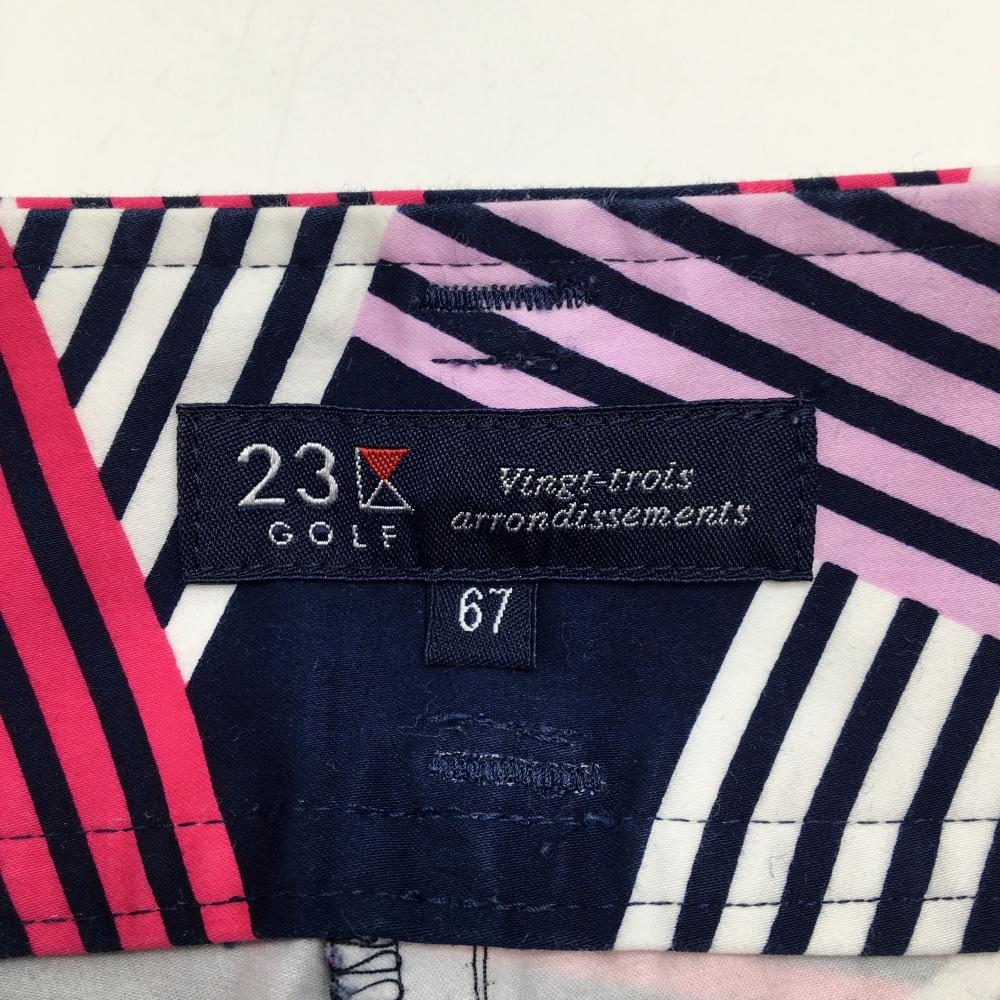 23
GOLF
Vingt-trois
arrondissements
67